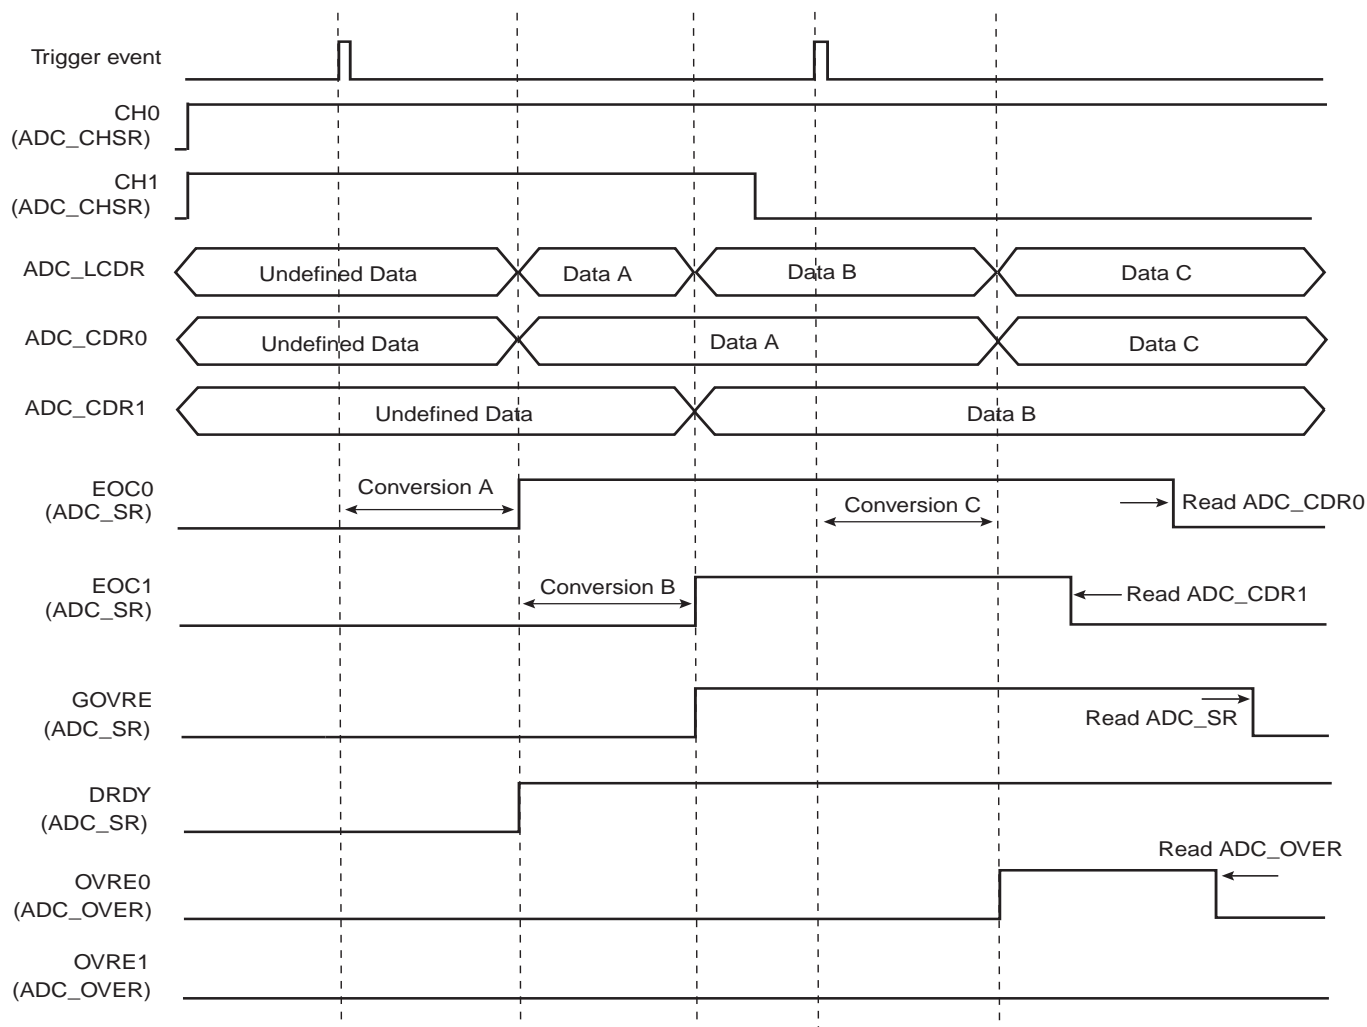 Trigger event
CH0
(ADC_CHSR)
CH1
(ADC_CHSR)
ADC_LCDR
Undefined Data
Data A
Data B
Data C
ADC_CDR0
Undefined Data
Data A
Data C
ADC_CDR1
Undefined Data
Data B
EOC0
(ADC_SR)
Conversion A
Conversion C
Read ADC_CDR0
EOC1
(ADC_SR)
Conversion B
Read ADC_CDR1
GOVRE
(ADC_SR)
Read ADC_SR
DRDY
(ADC_SR)
Read ADC_OVER
OVRE0
(ADC_OVER)
OVRE1
(ADC_OVER)